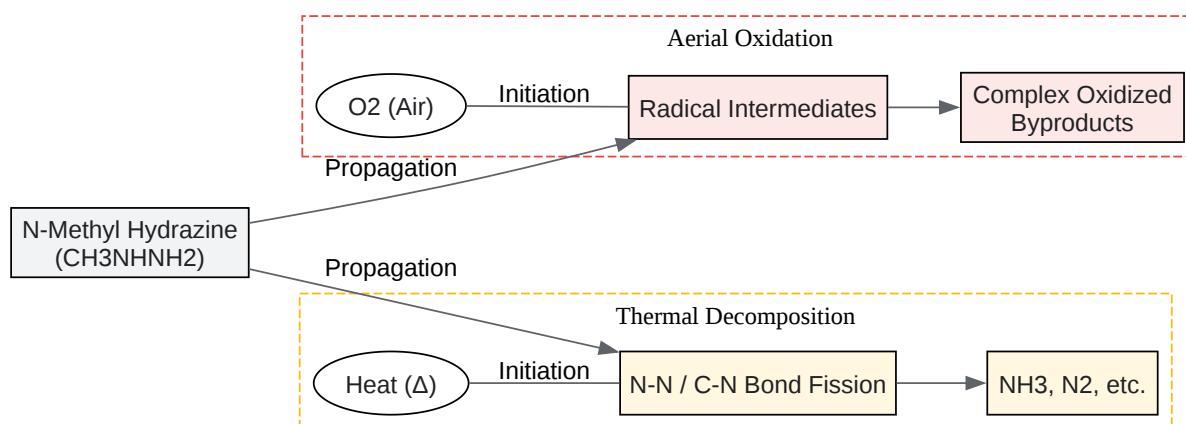 Aerial Oxidation
O2 (Air)
Initiation
Radical Intermediates
Complex Oxidized
Byproducts
Propagation
N-Methyl Hydrazine
(CH3NHNH2)
Propagation
Thermal Decomposition
Heat (Δ)
Initiation
N-N / C-N Bond Fission
NH3, N2, etc.